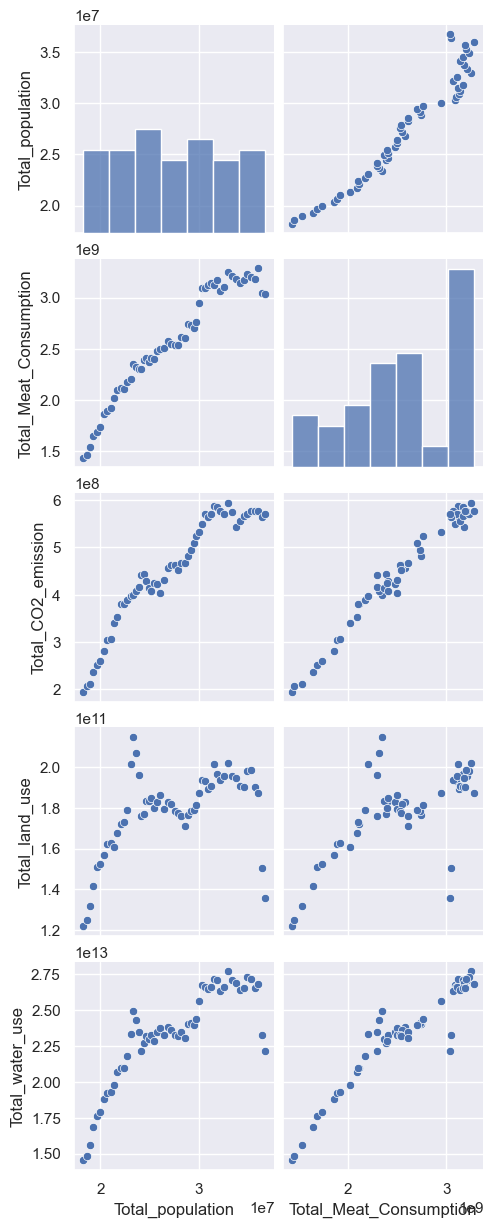 1e7
3.5
3.0
2.5
2.0
Total_population
1e9
3.0
2.5
2.0
1.5
Total_Meat_Consumption
1e8
6
5
4
3
2
Total_CO2_emission
1e11
2.0
1.8
1.6
1.4
1.2
Total_land_use
1e13
2.75
2.50
2.25
2.00
1.75
1.50
Total_water_use
2 3 2 3
Total_population 1e7 Total_Meat_Consumption 1e9